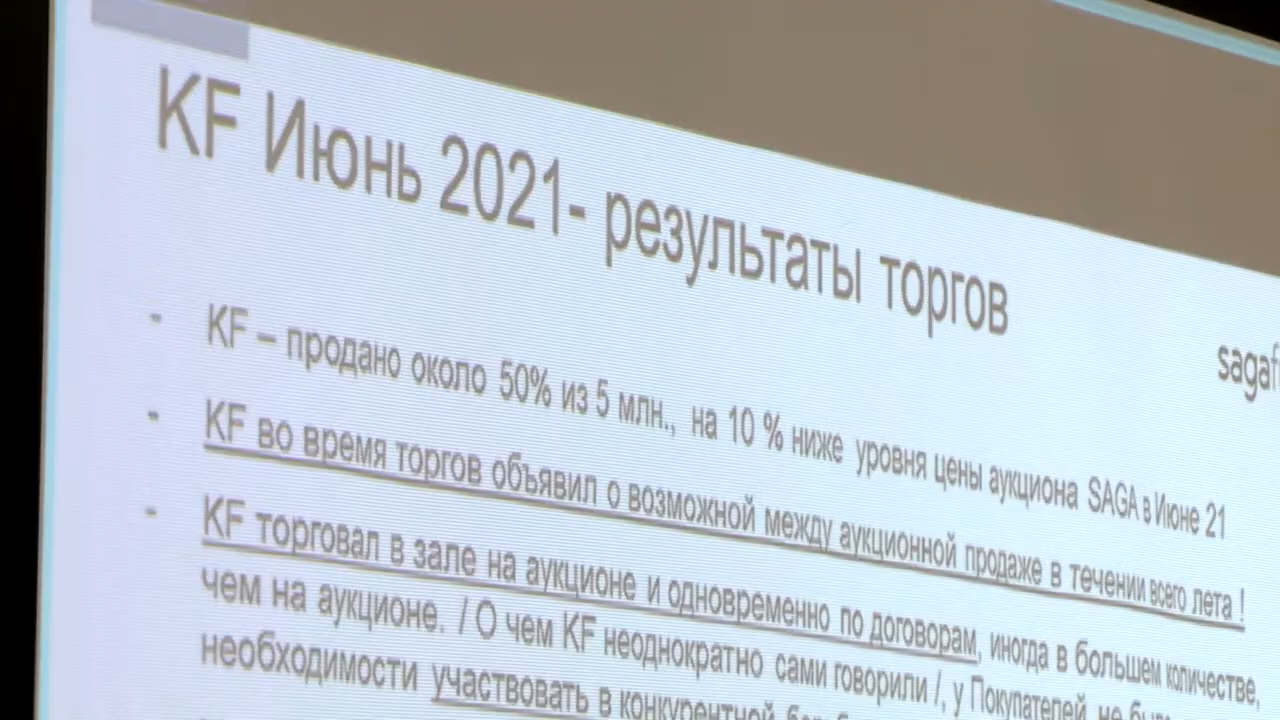 KF Июнь 2021- результаты торгов
sagaf
- KF – продано около 50% из 5 млн., на 10 % ниже уровня цены аукциона SAGA в Июне 21
- KF во время торгов объявил о возможной между аукционной продаже в течении всего лета !
- KF торговал в зале на аукционе и одновременно по договорам, иногда в большем количестве,
чем на аукционе. / О чем KF неоднократно сами говорили /, у Покупателей не
необходимости участвовать в конкурентной